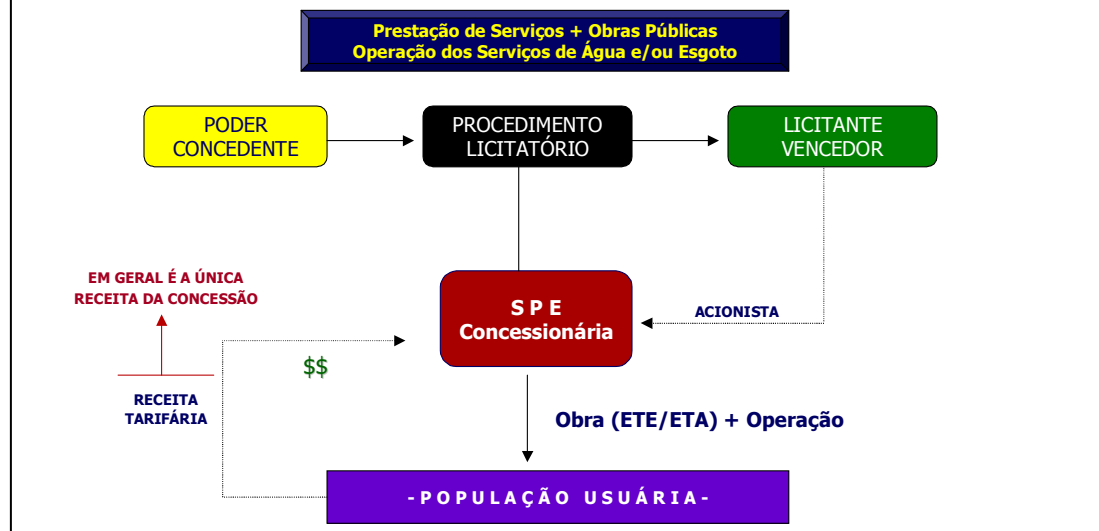 Prestação de Serviços + Obras Públicas
Operação dos Serviços de Água e/ou Esgoto
PODER
CONCEDENTE
PROCEDIMENTO
LICITATÓRIO
LICITANTE
VENCEDOR
EM GERAL É A ÚNICA
RECEITA DA CONCESSÃO
S P E
Concessionária
ACIONISTA
$$
RECEITA
TARIFÁRIA
Obra (ETE/ETA) + Operação
- P O P U L A Ç Ã O   U S U Á R I A -